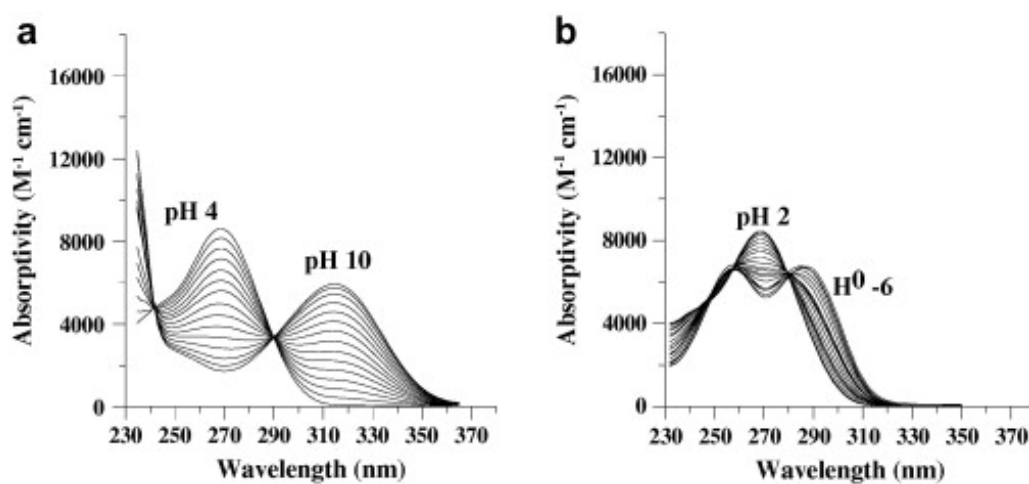 a
16000
12000
8000
4000
0
Absorptivity (M⁻¹ cm⁻¹)
pH 4
pH 10
230 250 270 290 310 330 350 370
Wavelength (nm)
b
16000
12000
8000
4000
0
Absorptivity (M⁻¹ cm⁻¹)
pH 2
H⁰ -6
230 250 270 290 310 330 350 370
Wavelength (nm)